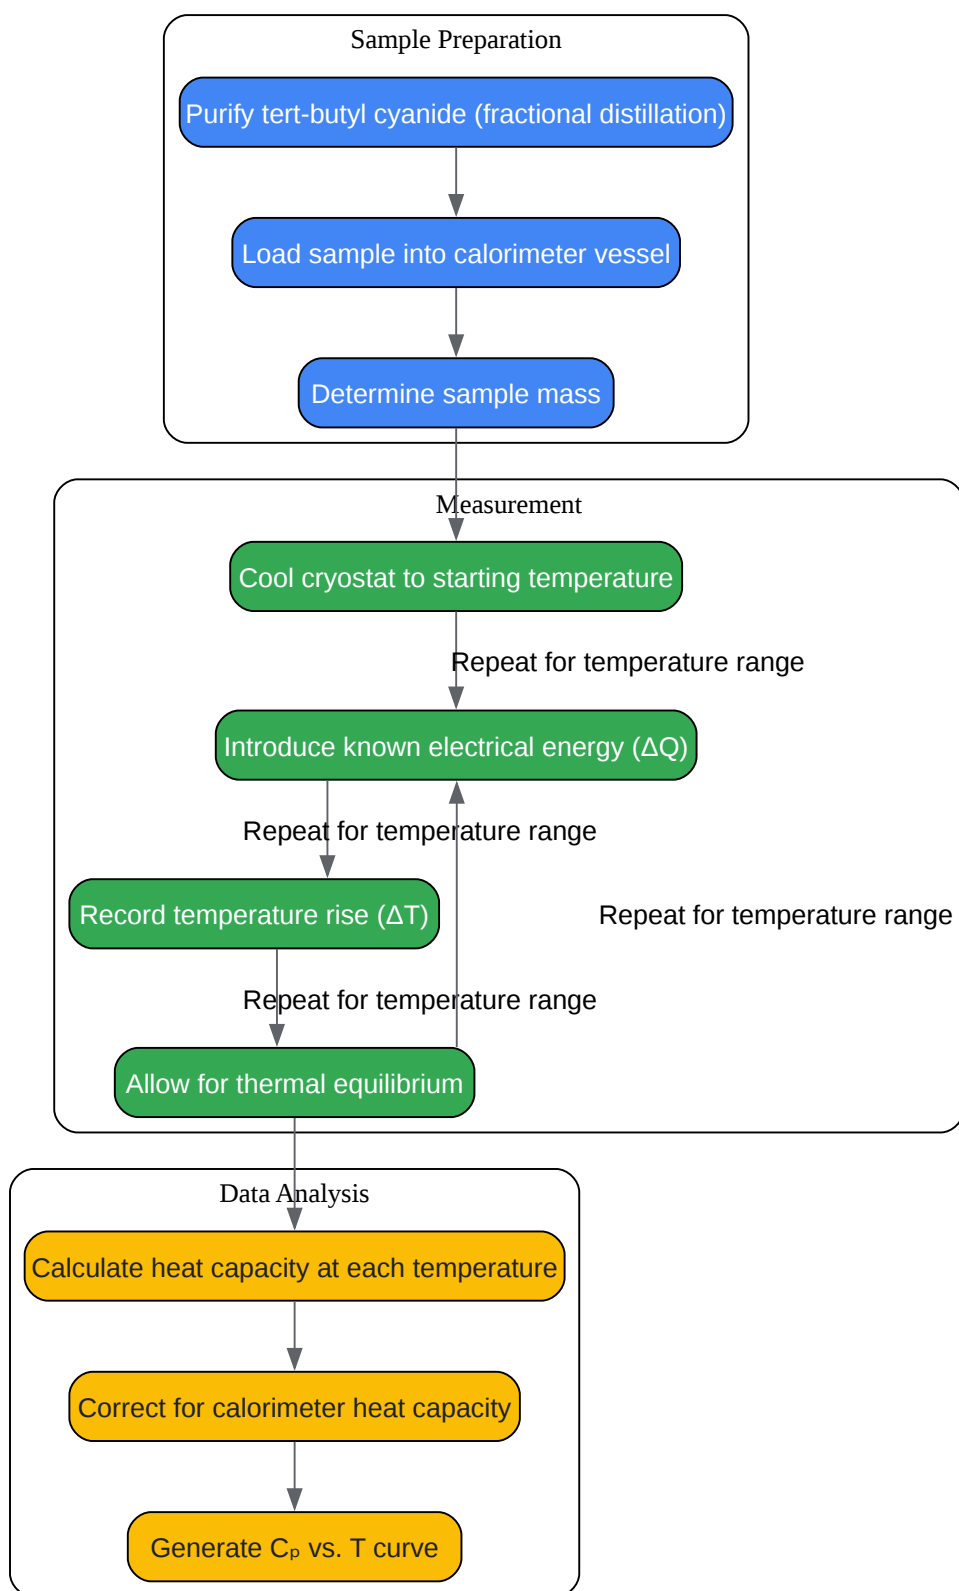 Sample Preparation
Purify tert-butyl cyanide (fractional distillation)
Load sample into calorimeter vessel
Determine sample mass
Measurement
Cool cryostat to starting temperature
Repeat for temperature range
Introduce known electrical energy (ΔQ)
Repeat for temperature range
Record temperature rise (ΔT)
Repeat for temperature range
Repeat for temperature range
Allow for thermal equilibrium
Data Analysis
Calculate heat capacity at each temperature
Correct for calorimeter heat capacity
Generate Cₚ vs. T curve